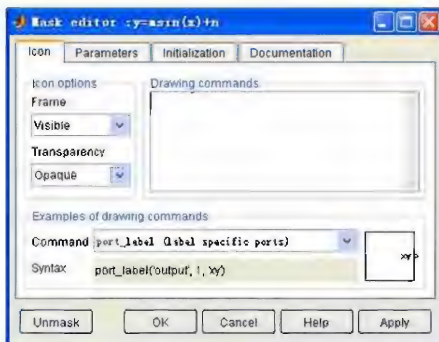 Mask editor :y=msin(x)+n
Icon Parameters Initialization Documentation
Icon options
Drawing commands
Frame
Visible
Transparency
Opaque
Examples of drawing commands
Command port_label (label specific ports)
xy
Syntax port_label('output', 1, 'xy')
Unmask OK Cancel Help Apply